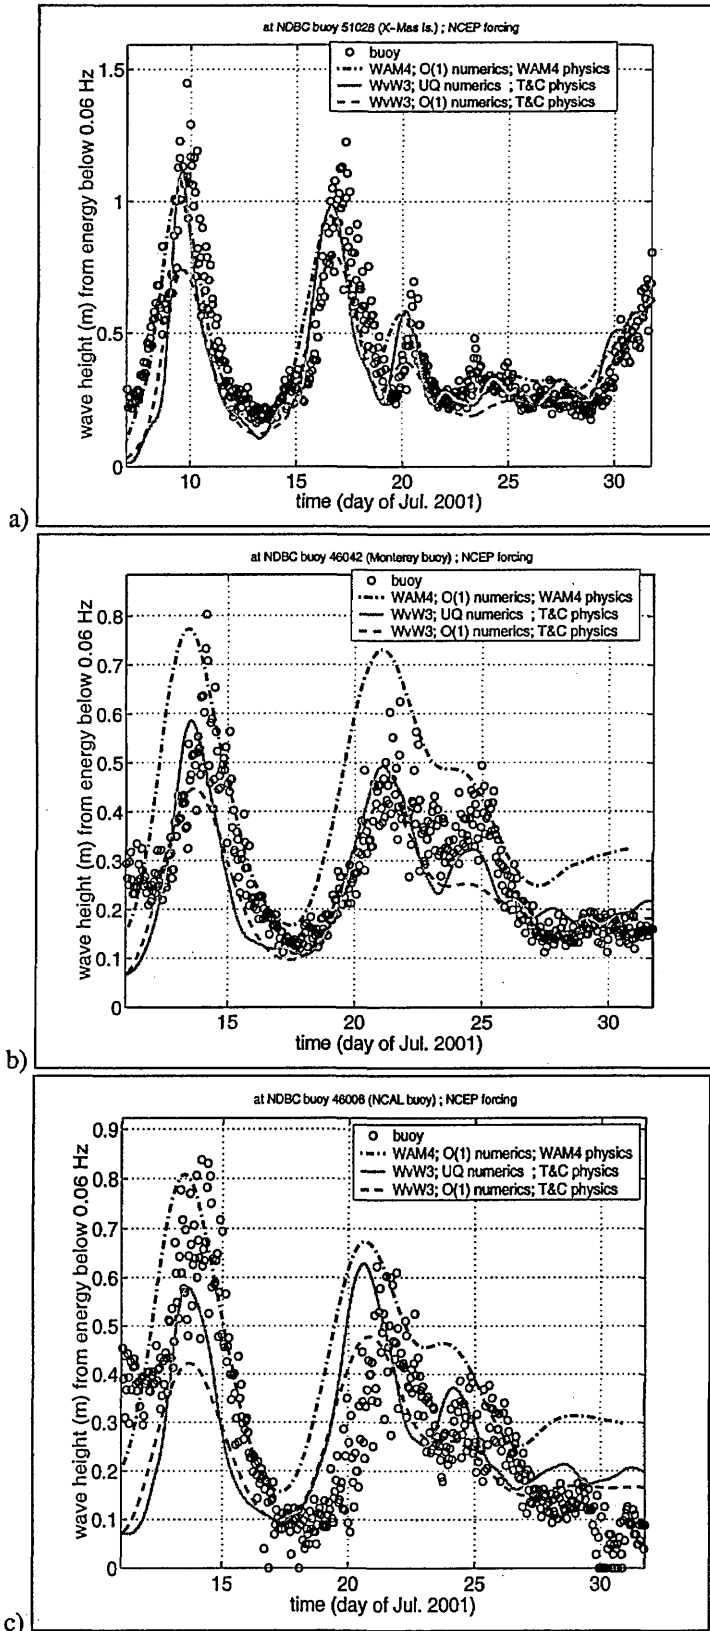 at NDBC buoy 51028 (X-Mas Is.) ; NCEP forcing
buoy
WAM4; O(1) numerics; WAM4 physics
WvW3; UQ numerics ; T&C physics
WvW3; O(1) numerics; T&C physics
wave height (m) from energy below 0.06 Hz
1.5
1
0.5
0
10
15
20
25
30
time (day of Jul. 2001)
a)
at NDBC buoy 46042 (Monterey buoy) ; NCEP forcing
buoy
WAM4; O(1) numerics; WAM4 physics
WvW3; UQ numerics ; T&C physics
WvW3; O(1) numerics; T&C physics
wave height (m) from energy below 0.06 Hz
0.8
0.7
0.6
0.5
0.4
0.3
0.2
0.1
0
15
20
25
30
time (day of Jul. 2001)
b)
at NDBC buoy 46006 (NCAL buoy) ; NCEP forcing
buoy
WAM4; O(1) numerics; WAM4 physics
WvW3; UQ numerics ; T&C physics
WvW3; O(1) numerics; T&C physics
wave height (m) from energy below 0.06 Hz
0.9
0.8
0.7
0.6
0.5
0.4
0.3
0.2
0.1
0
15
20
25
30
time (day of Jul. 2001)
c)